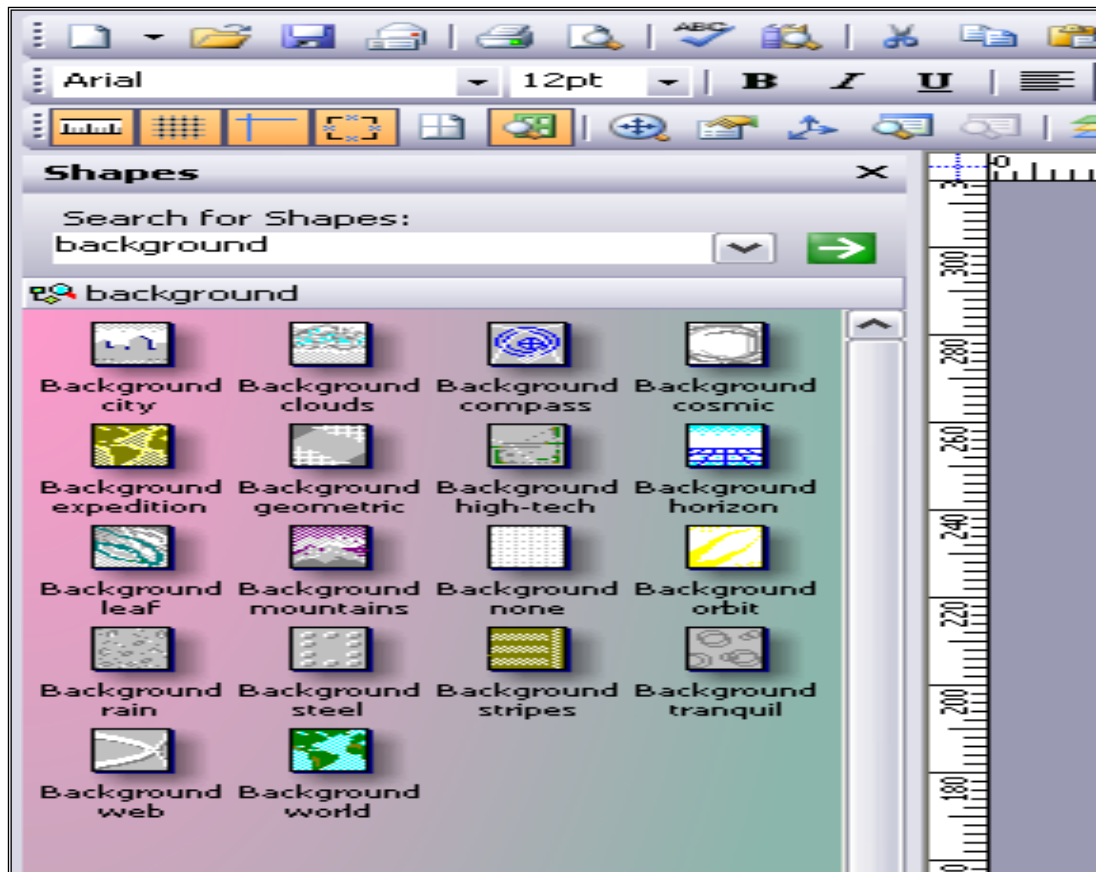 ABC
Arial 12pt B I U
Shapes
0
Search for Shapes:
background
background
Background city
Background clouds
Background compass
Background cosmic
Background expedition
Background geometric
Background high-tech
Background horizon
Background leaf
Background mountains
Background none
Background orbit
Background rain
Background steel
Background stripes
Background tranquil
Background web
Background world
300
280
260
240
220
200
180